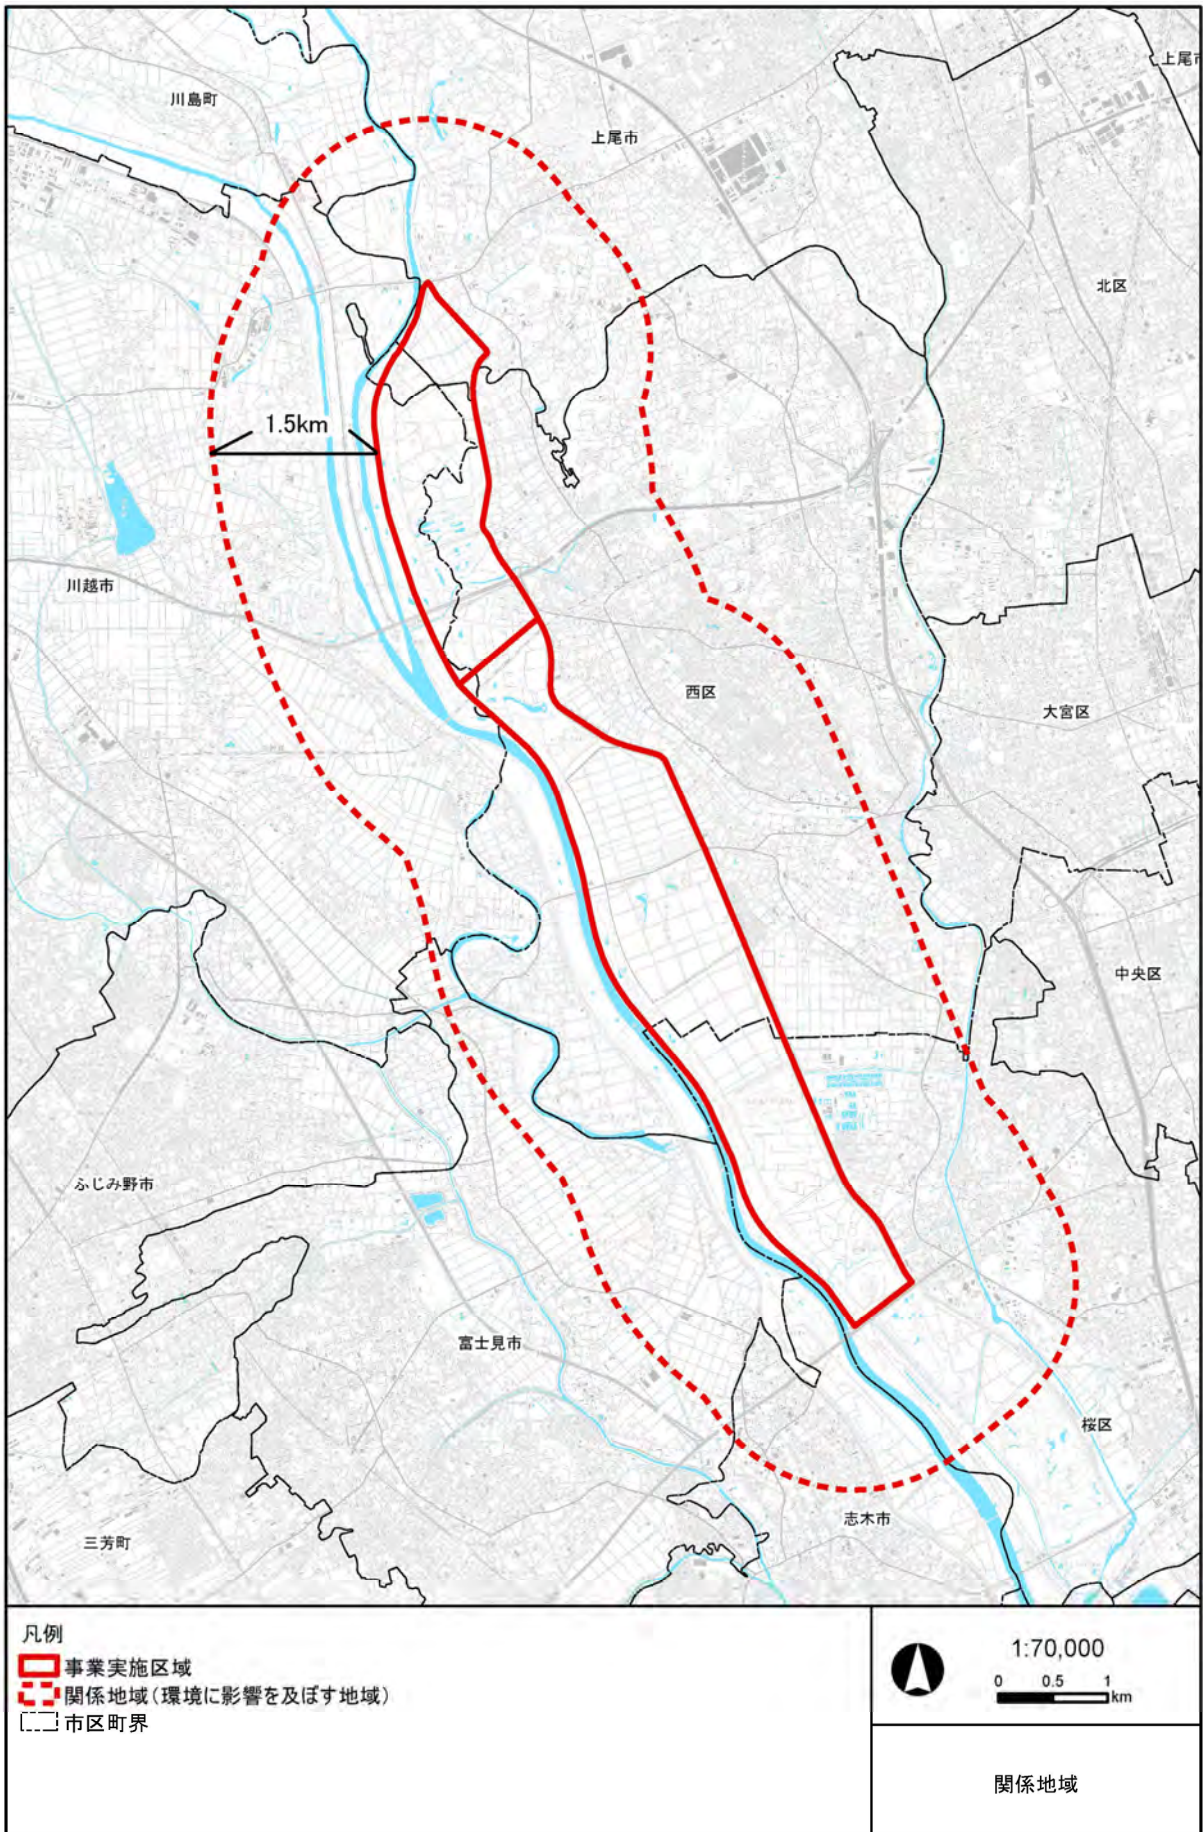 川島町
上尾市
上尾市
北区
1.5km
川越市
西区
大宮区
中央区
ふじみ野市
富士見市
桜区
志木市
三芳町
凡例
事業実施区域
関係地域(環境に影響を及ぼす地域)
市区町界
1:70,000
0 0.5 1
km
関係地域